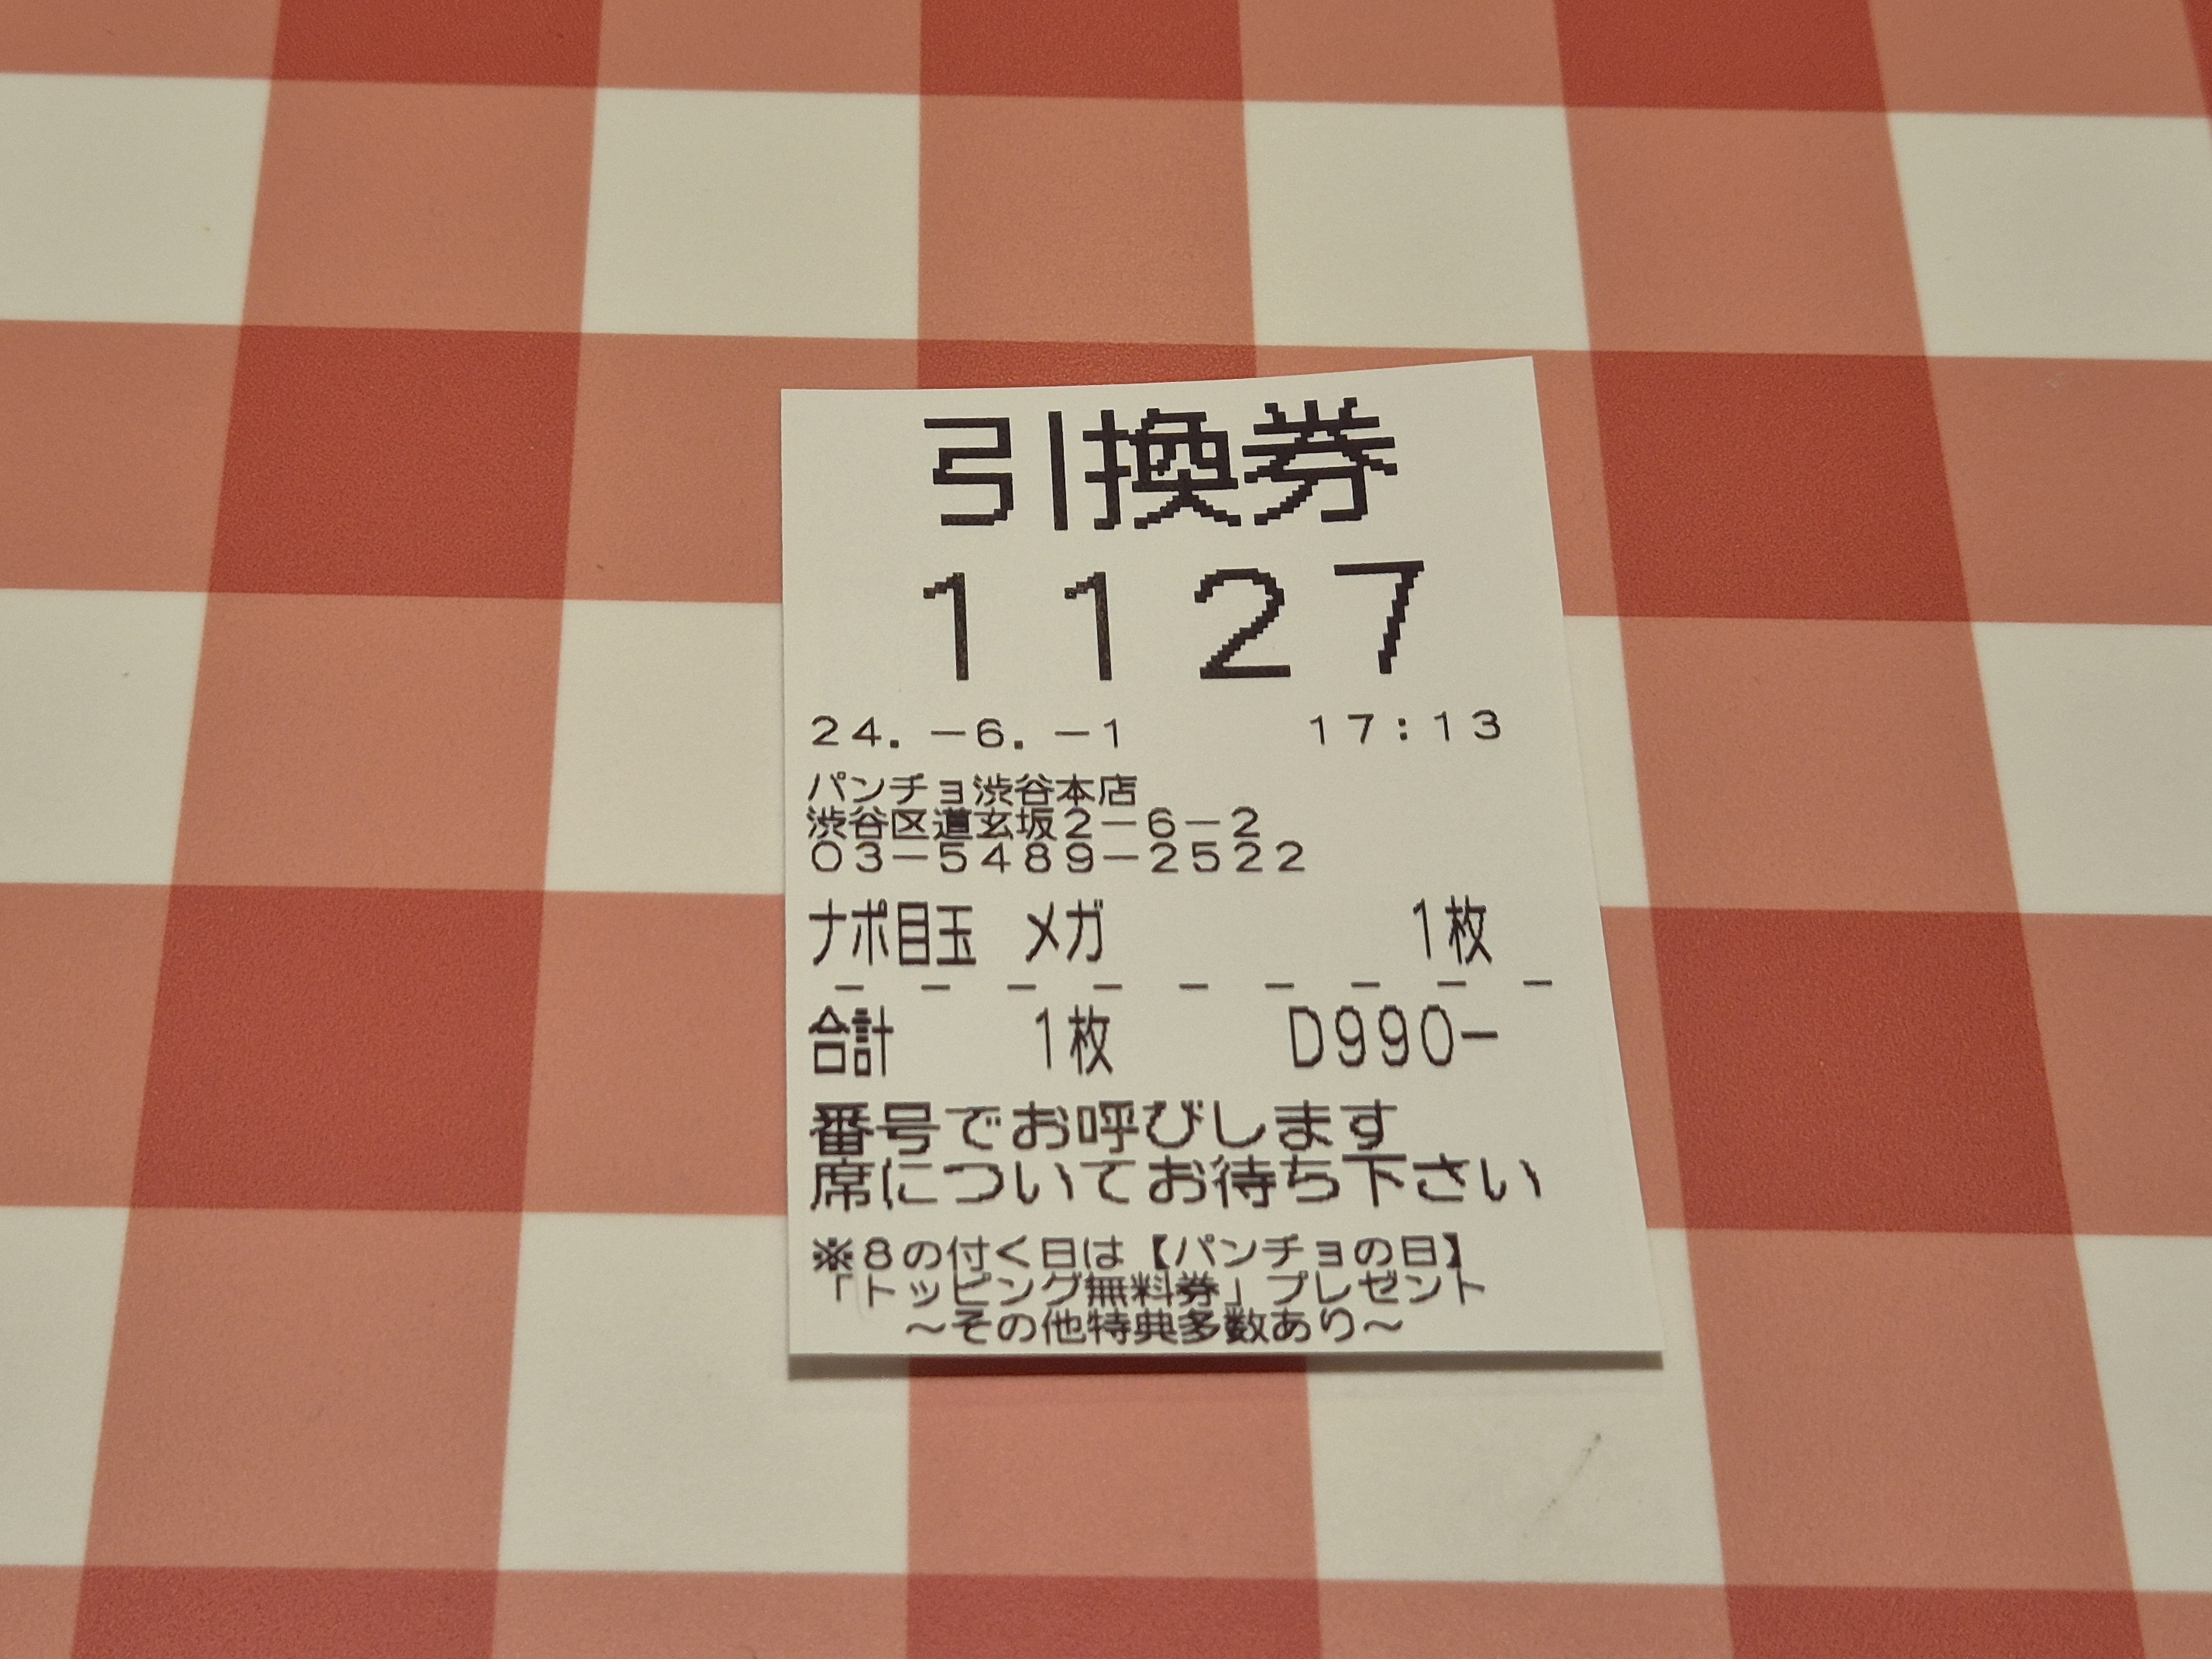 引換券
1127
24.-6.-1 17:13
パンチョ渋谷本店
渋谷区道玄坂2-6-2
03-5489-2522
ナポ目玉 メガ 1枚
- - - - - - - - -
合計 1枚 D990-
番号でお呼びします
席についてお待ち下さい
※8の付く日は【パンチョの日】
「トッピング無料券」プレゼント
～その他特典多数あり～